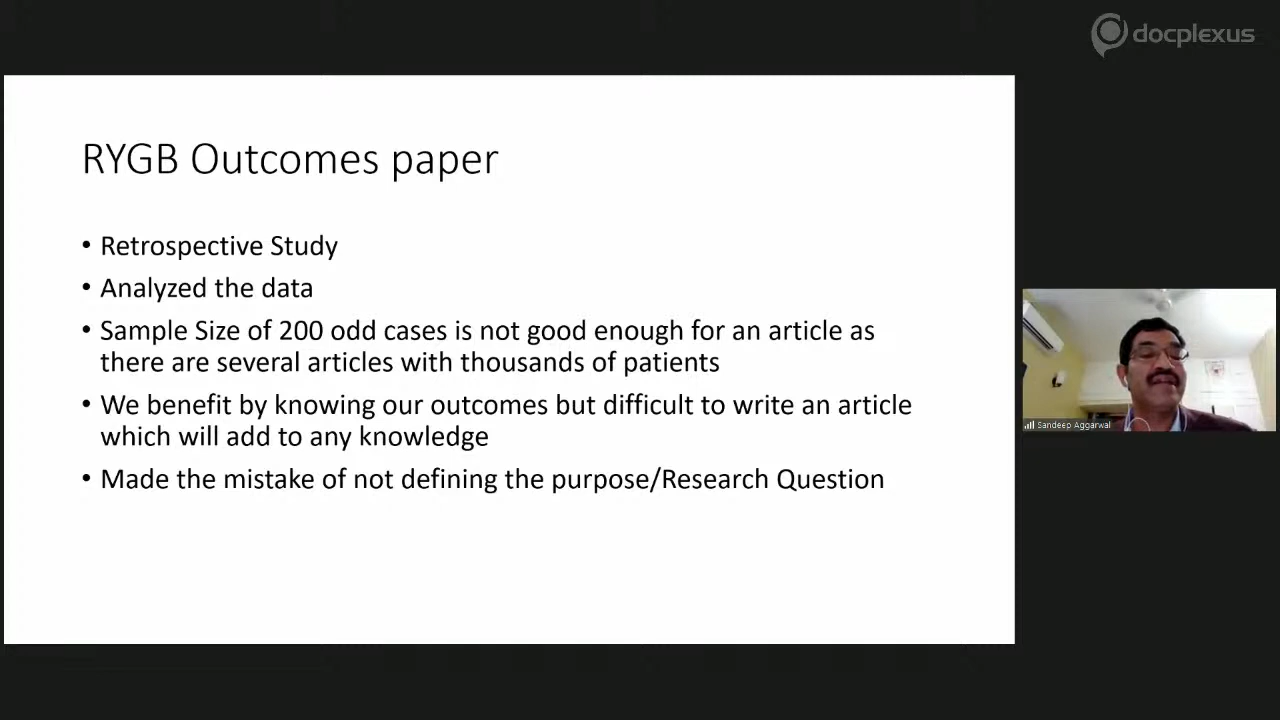 docplexus
RYGB Outcomes paper
• Retrospective Study
• Analyzed the data
• Sample Size of 200 odd cases is not good enough for an article as
there are several articles with thousands of patients
• We benefit by knowing our outcomes but difficult to write an article
which will add to any knowledge
• Made the mistake of not defining the purpose/Research Question
Sandeep Aggarwal